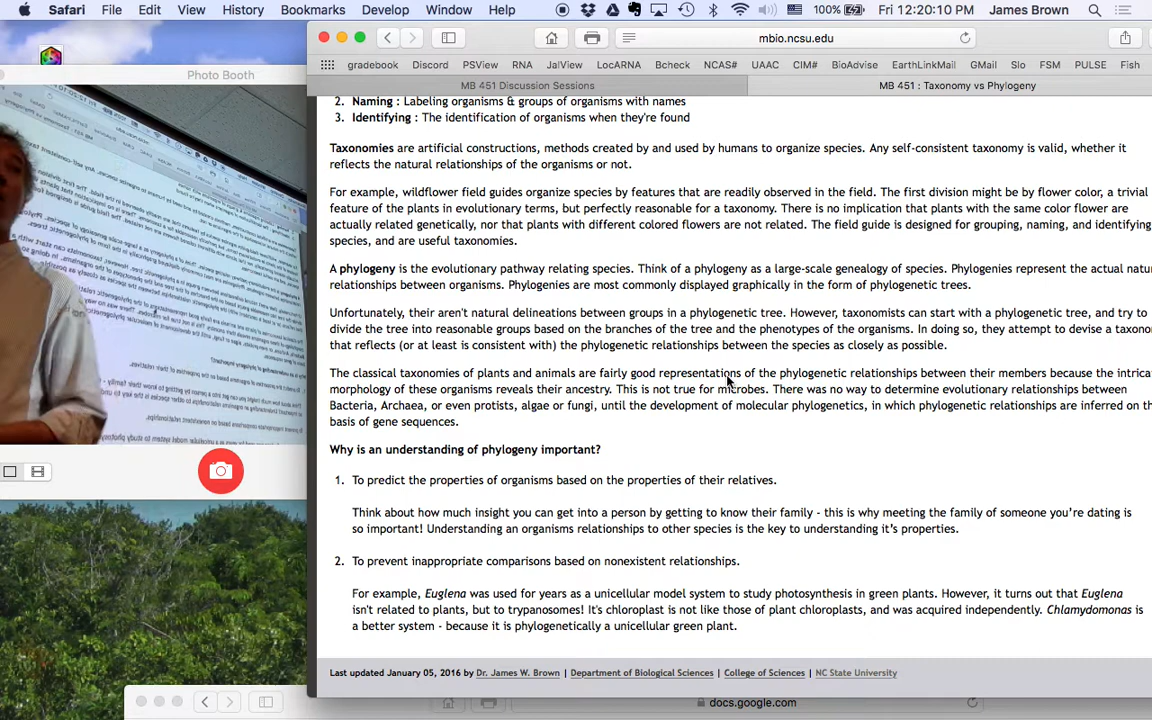 Safari File Edit View History Bookmarks Develop Window Help 100% Fri 12:20:10 PM James Brown
Photo Booth
mbio.ncsu.edu
gradebook Discord PSView RNA JalView LocARNA Bcheck NCAS# UAAC CIM# BioAdvise EarthLinkMail GMail Slo FSM PULSE Fish
MB 451 Discussion Sessions MB 451 : Taxonomy vs Phylogeny
2. Naming : Labeling organisms & groups of organisms with names
3. Identifying : The identification of organisms when they're found
Taxonomies are artificial constructions, methods created by and used by humans to organize species. Any self-consistent taxonomy is valid, whether it
reflects the natural relationships of the organisms or not.
For example, wildflower field guides organize species by features that are readily observed in the field. The first division might be by flower color, a trivial
feature of the plants in evolutionary terms, but perfectly reasonable for a taxonomy. There is no implication that plants with the same color flower are
actually related genetically, nor that plants with different colored flowers are not related. The field guide is designed for grouping, naming, and identifying
species, and are useful taxonomies.
A phylogeny is the evolutionary pathway relating species. Think of a phylogeny as a large-scale genealogy of species. Phylogenies represent the actual natu
relationships between organisms. Phylogenies are most commonly displayed graphically in the form of phylogenetic trees.
Unfortunately, their aren't natural delineations between groups in a phylogenetic tree. However, taxonomists can start with a phylogenetic tree, and try to
divide the tree into reasonable groups based on the branches of the tree and the phenotypes of the organisms. In doing so, they attempt to devise a taxono
that reflects (or at least is consistent with) the phylogenetic relationships between the species as closely as possible.
The classical taxonomies of plants and animals are fairly good representations of the phylogenetic relationships between their members because the intrica
morphology of these organisms reveals their ancestry. This is not true for microbes. There was no way to determine evolutionary relationships between
Bacteria, Archaea, or even protists, algae or fungi, until the development of molecular phylogenetics, in which phylogenetic relationships are inferred on th
basis of gene sequences.
Why is an understanding of phylogeny important?
1. To predict the properties of organisms based on the properties of their relatives.
Think about how much insight you can get into a person by getting to know their family - this is why meeting the family of someone you're dating is
so important! Understanding an organisms relationships to other species is the key to understanding it's properties.
2. To prevent inappropriate comparisons based on nonexistent relationships.
For example, Euglena was used for years as a unicellular model system to study photosynthesis in green plants. However, it turns out that Euglena
isn't related to plants, but to trypanosomes! It's chloroplast is not like those of plant chloroplasts, and was acquired independently. Chlamydomonas is
a better system - because it is phylogenetically a unicellular green plant.
Last updated January 05, 2016 by Dr. James W. Brown | Department of Biological Sciences | College of Sciences | NC State University
docs.google.com